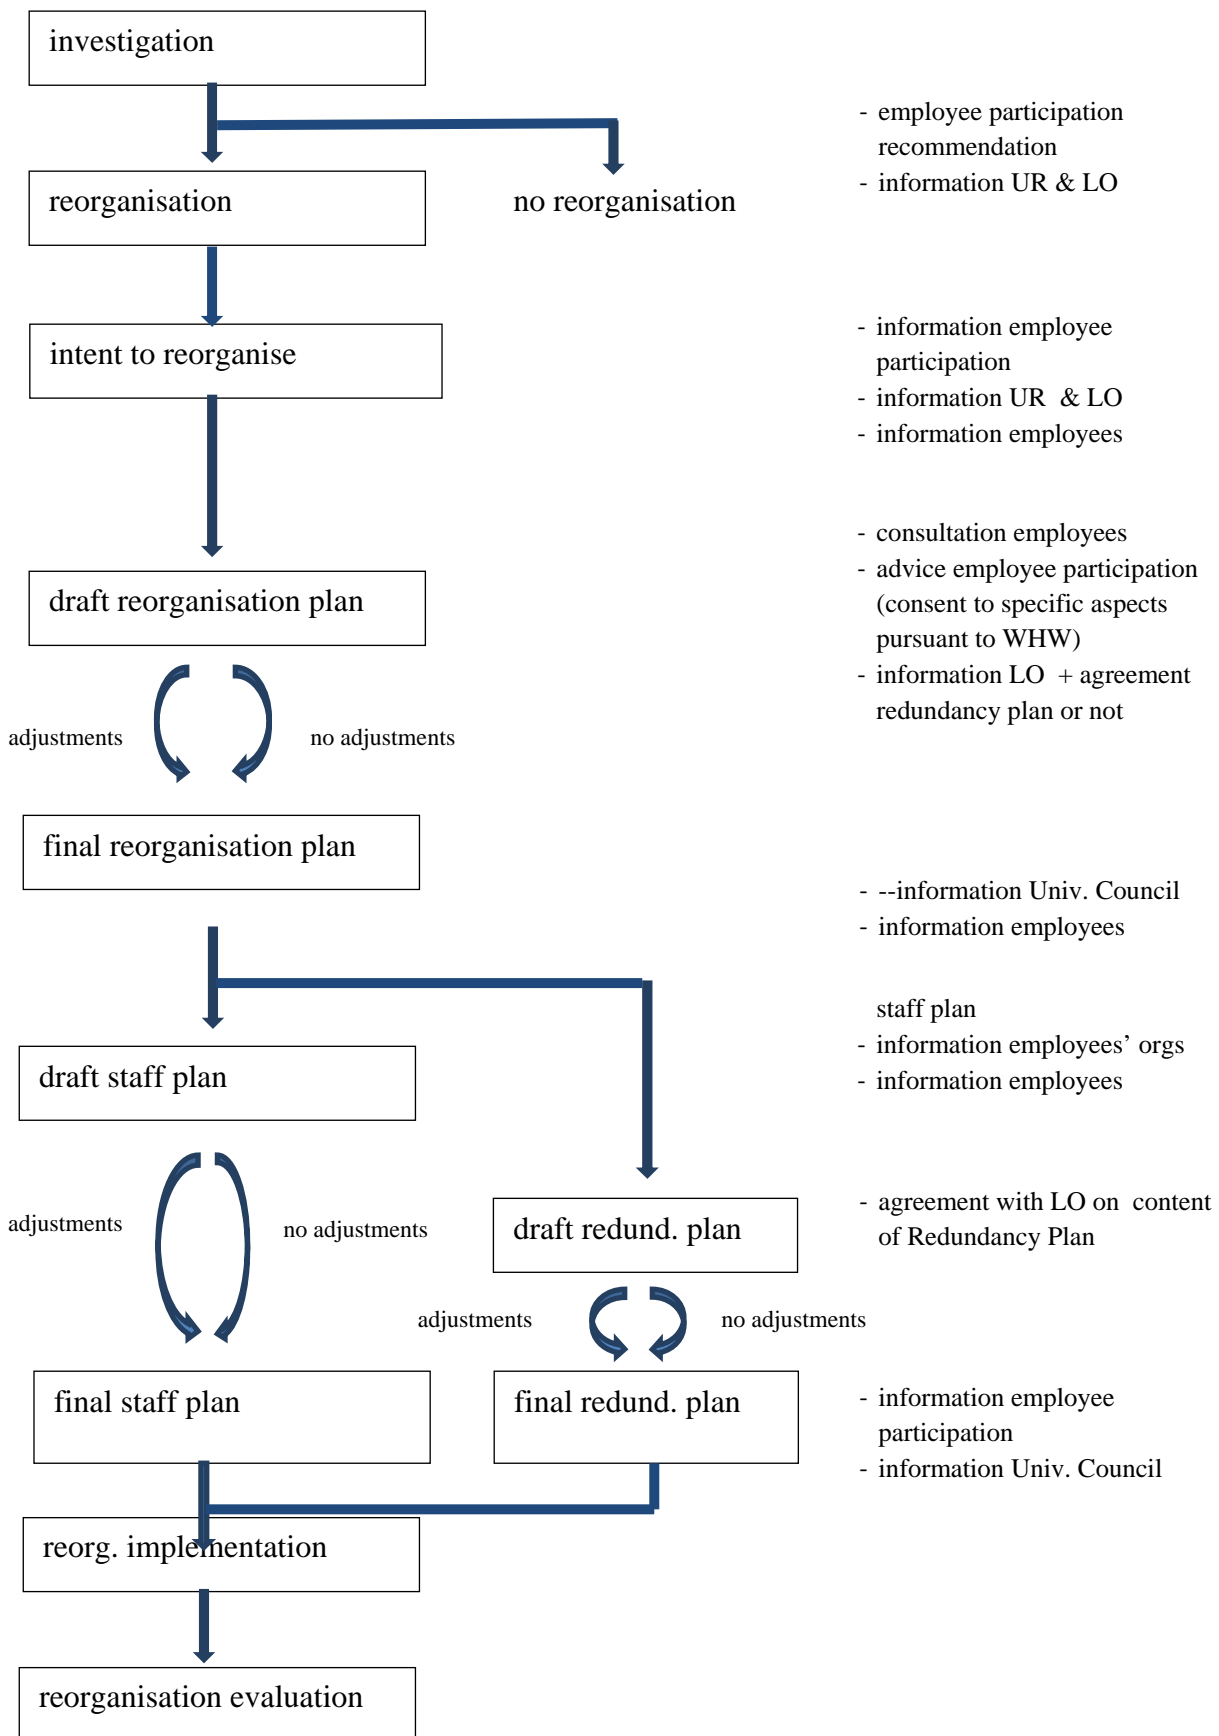 investigation
- employee participation
recommendation
- information UR & LO
reorganisation
no reorganisation
- information employee
participation
- information UR & LO
- information employees
intent to reorganise
- consultation employees
- advice employee participation
(consent to specific aspects
pursuant to WHW)
- information LO + agreement
redundancy plan or not
draft reorganisation plan
adjustments
no adjustments
final reorganisation plan
- --information Univ. Council
- information employees
staff plan
- information employees’ orgs
- information employees
draft staff plan
adjustments
no adjustments
draft redund. plan
- agreement with LO on content
of Redundancy Plan
adjustments
no adjustments
final staff plan
final redund. plan
- information employee
participation
- information Univ. Council
reorg. implementation
reorganisation evaluation